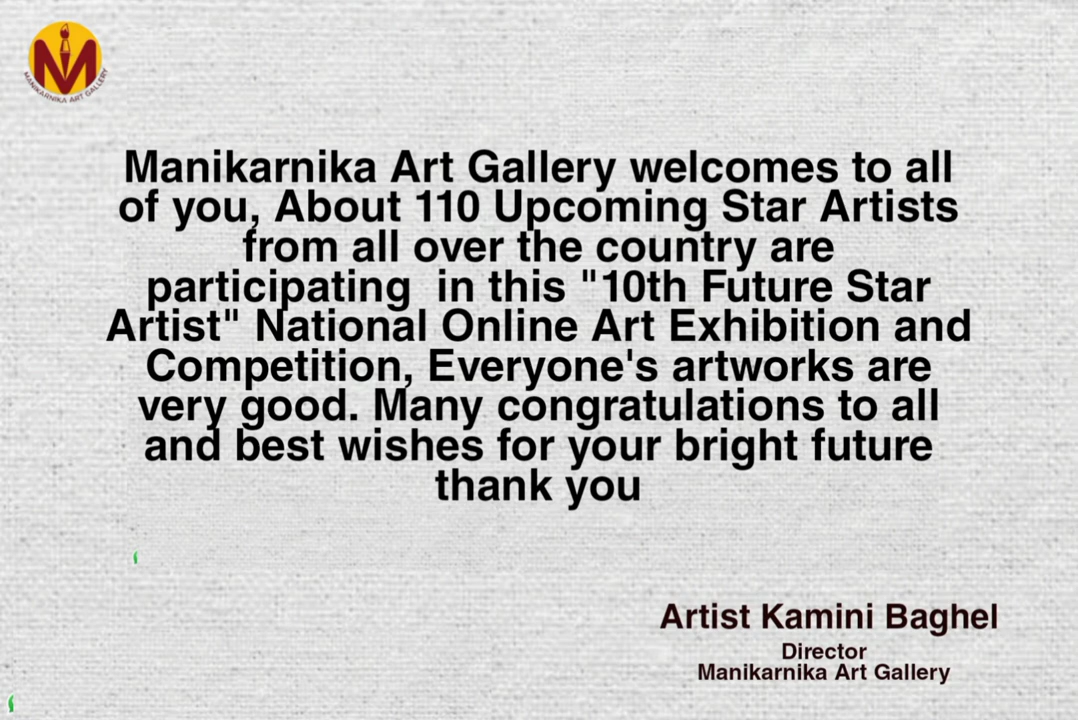 M
MANIKARNIKA ART GALLERY
Manikarnika Art Gallery welcomes to all
of you, About 110 Upcoming Star Artists
from all over the country are
participating  in this "10th Future Star
Artist" National Online Art Exhibition and
Competition, Everyone's artworks are
very good. Many congratulations to all
and best wishes for your bright future
thank you
Artist Kamini Baghel
Director
Manikarnika Art Gallery